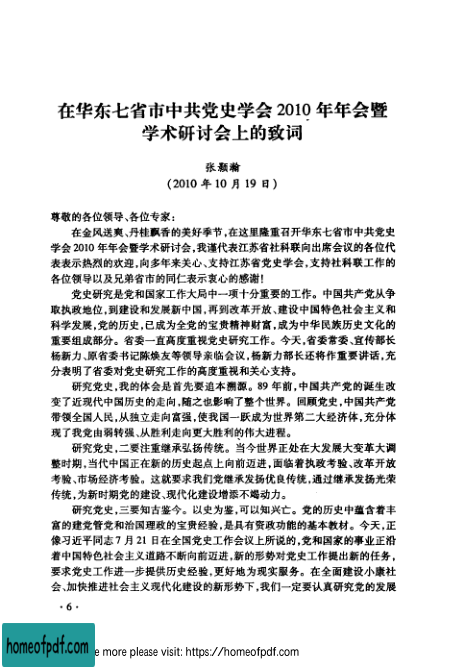 在华东七省市中共党史学会 2010 年年会暨
学术研讨会上的致词
张颢瀚
（2010 年 10 月 19 日）
尊敬的各位领导、各位专家：
在金风送爽、丹桂飘香的美好季节，在这里隆重召开华东七省市中共党史
学会 2010 年年会暨学术研讨会，我谨代表江苏省社科联向出席会议的各位代
表表示热烈的欢迎，向多年来关心、支持江苏省党史学会，支持社科联工作的
各位领导以及兄弟省市的同仁表示衷心的感谢！
党史研究是党和国家工作大局中一项十分重要的工作。中国共产党从争
取执政地位，到建设和发展新中国，再到改革开放、建设中国特色社会主义和
科学发展，党的历史，已成为全党的宝贵精神财富，成为中华民族历史文化的
重要组成部分。省委一直高度重视党史研究工作。今天，省委常委、宣传部长
杨新力、原省委书记陈焕友等领导亲临会议，杨新力部长还将作重要讲话，充
分表明了省委对党史研究工作的高度重视和关心支持。
研究党史，我的体会是首先要追本溯源。89 年前，中国共产党的诞生改
变了近现代中国历史的走向，随之也影响了整个世界。回顾党史，中国共产党
带领全国人民，从独立走向富强，使我国一跃成为世界第二大经济体，充分体
现了我党由弱转强、从胜利走向更大胜利的伟大进程。
研究党史，二要注重继承弘扬传统。当今世界正处在大发展大变革大调
整时期，当代中国正在新的历史起点上向前迈进，面临着执政考验、改革开放
考验、市场经济考验。这就要求我们党继承发扬优良传统，通过继承发扬光荣
传统，为新时期党的建设、现代化建设增添不竭动力。
研究党史，三要知古鉴今。以史为鉴，可以知兴亡。党的历史中蕴含着丰
富的建党管党和治国理政的宝贵经验，是具有资政功能的基本教材。今天，正
像习近平同志 7 月 21 日在全国党史工作会议上所说的，党和国家的事业正沿
着中国特色社会主义道路不断向前迈进，新的形势对党史工作提出新的任务，
要求党史工作进一步提供历史经验，更好地为现实服务。在全面建设小康社
会、加快推进社会主义现代化建设的新形势下，我们一定要认真研究党的发展
· 6 ·
homeofpdf.com
e more please visit: https://homeofpdf.com